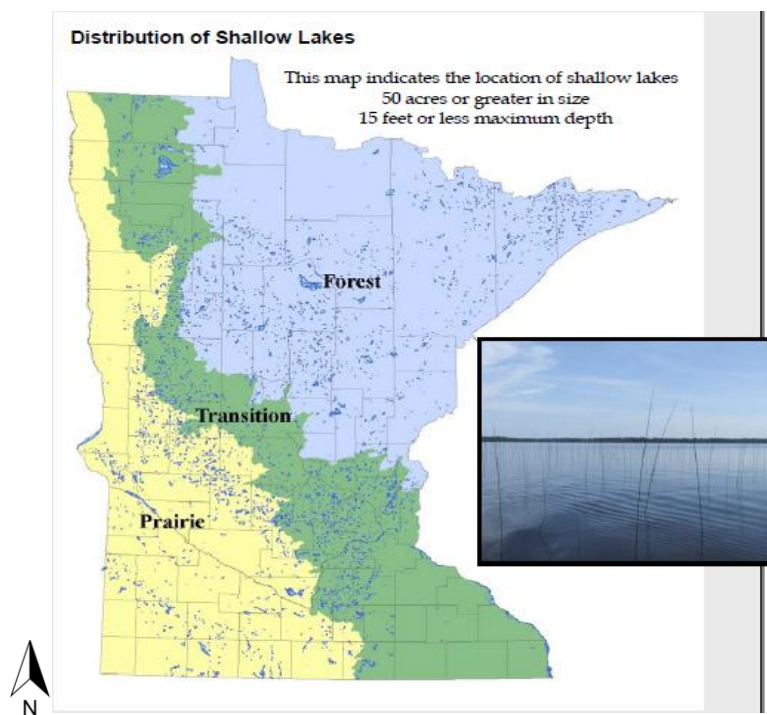 Distribution of Shallow Lakes
This map indicates the location of shallow lakes
50 acres or greater in size
15 feet or less maximum depth
Forest
Transition
Prairie
N